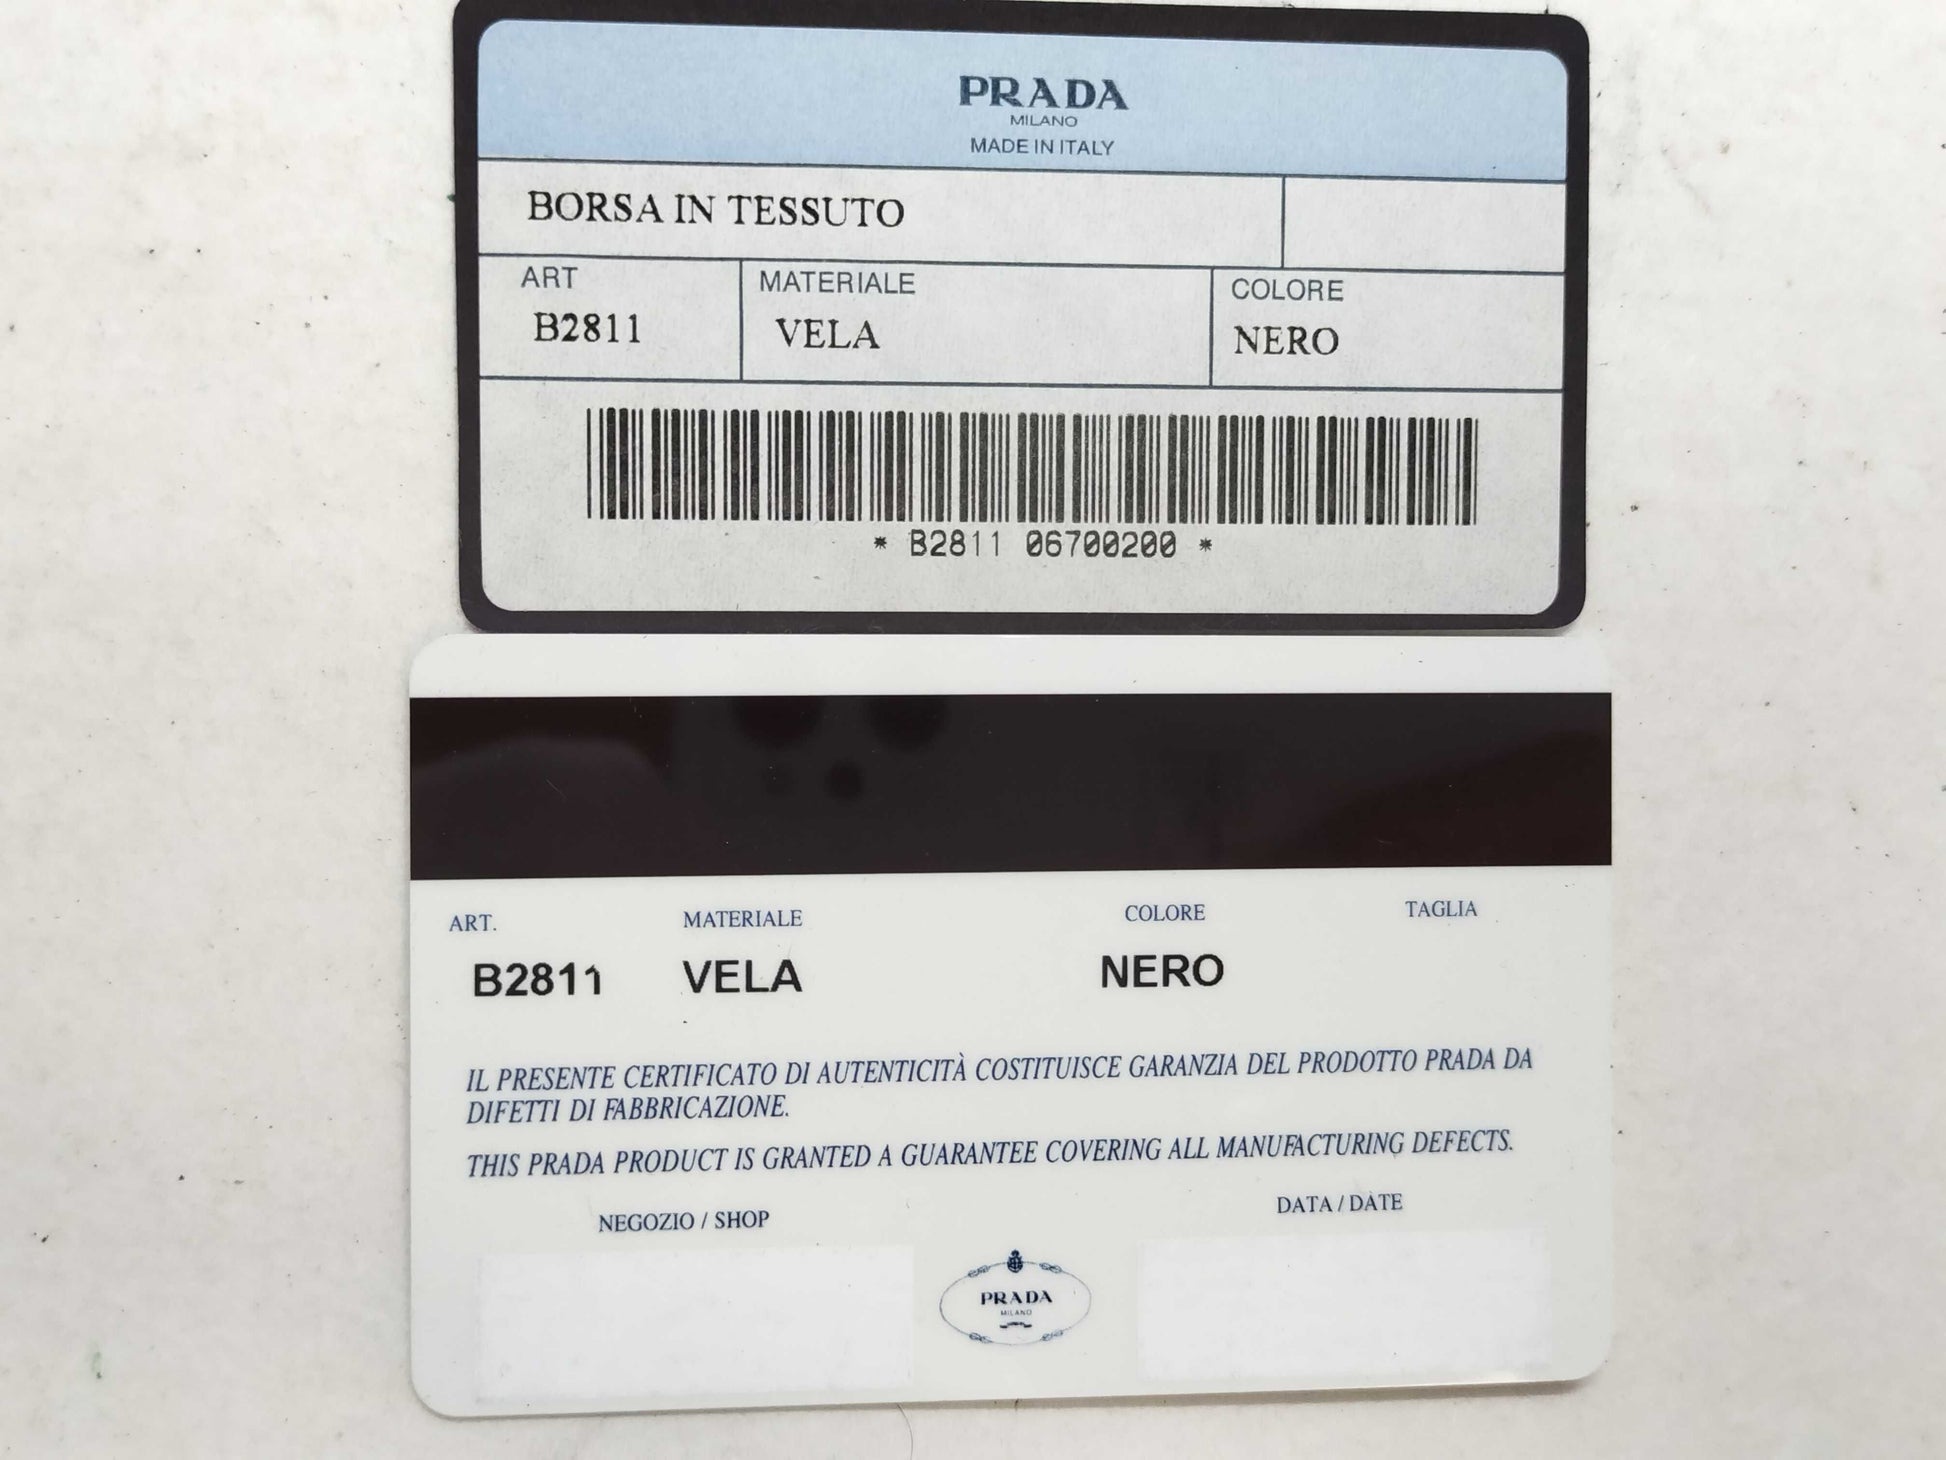 PRADA
MILANO
MADE IN ITALY
BORSA IN TESSUTO
ART MATERIALE COLORE
B2811 VELA NERO
* B2811 06700200 *
ART. MATERIALE COLORE TAGLIA
B2811 VELA NERO
IL PRESENTE CERTIFICATO DI AUTENTICITÀ COSTITUISCE GARANZIA DEL PRODOTTO PRADA DA
DIFETTI DI FABBRICAZIONE.
THIS PRADA PRODUCT IS GRANTED A GUARANTEE COVERING ALL MANUFACTURING DEFECTS.
NEGOZIO / SHOP DATA / DATE
PRADA
MILANO